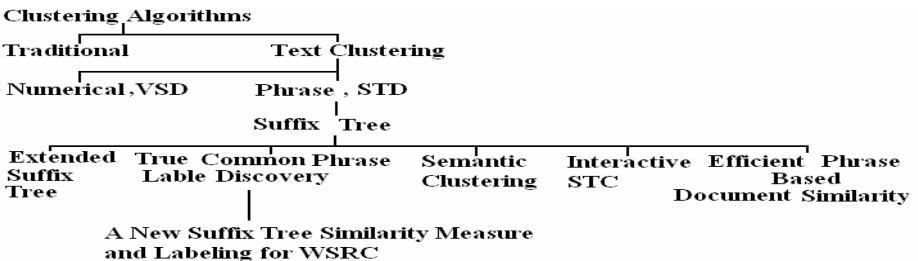 Clustering Algorithms
Traditional Text Clustering
Numerical ,VSD Phrase , STD
Suffix Tree
Extended
Suffix
Tree
True Common Phrase
Lable Discovery
Semantic
Clustering
Interactive
STC
Efficient Phrase
Based
Document Similarity
A New Suffix Tree Similarity Measure
and Labeling for WSRC